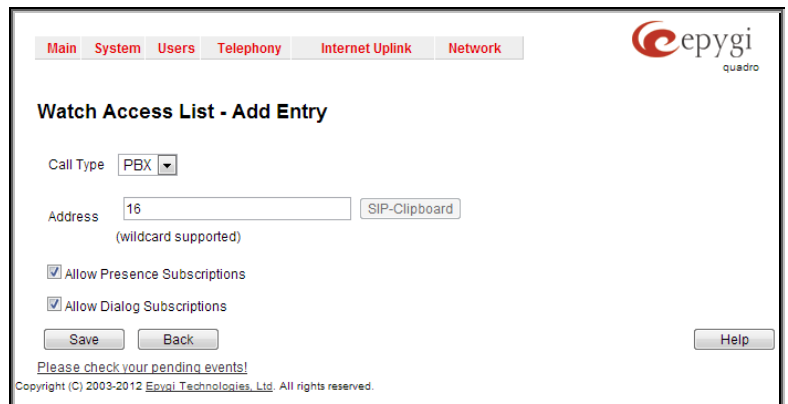 Main System Users Telephony Internet Uplink Network
epygi
quadro
Watch Access List - Add Entry
Call Type PBX
Address 16 SIP-Clipboard
(wildcard supported)
Allow Presence Subscriptions
Allow Dialog Subscriptions
Save Back Help
Please check your pending events!
Copyright (C) 2003-2012 Epygi Technologies, Ltd. All rights reserved.